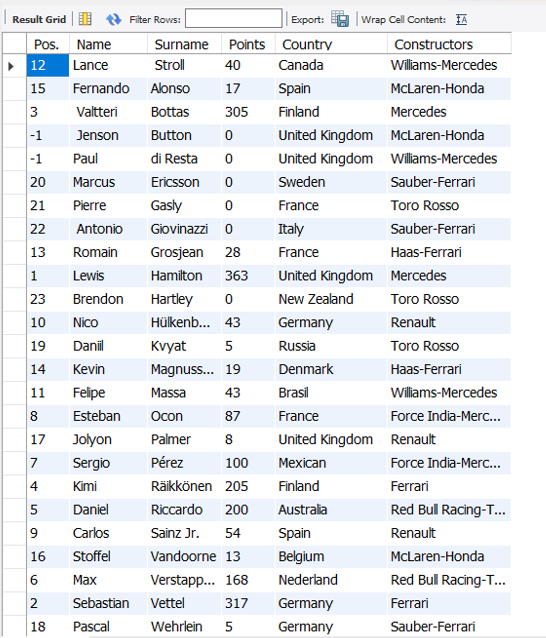 Result Grid Filter Rows: Export: Wrap Cell Content: IA
Pos. Name Surname Points Country Constructors
12 Lance Stroll 40 Canada Williams-Mercedes
15 Fernando Alonso 17 Spain McLaren-Honda
3 Valtteri Bottas 305 Finland Mercedes
-1 Jenson Button 0 United Kingdom McLaren-Honda
-1 Paul di Resta 0 United Kingdom Williams-Mercedes
20 Marcus Ericsson 0 Sweden Sauber-Ferrari
21 Pierre Gasly 0 France Toro Rosso
22 Antonio Giovinazzi 0 Italy Sauber-Ferrari
13 Romain Grosjean 28 France Haas-Ferrari
1 Lewis Hamilton 363 United Kingdom Mercedes
23 Brendon Hartley 0 New Zealand Toro Rosso
10 Nico Hülkenb... 43 Germany Renault
19 Daniil Kvyat 5 Russia Toro Rosso
14 Kevin Magnuss... 19 Denmark Haas-Ferrari
11 Felipe Massa 43 Brasil Williams-Mercedes
8 Esteban Ocon 87 France Force India-Merc...
17 Jolyon Palmer 8 United Kingdom Renault
7 Sergio Pérez 100 Mexican Force India-Merc...
4 Kimi Räikkönen 205 Finland Ferrari
5 Daniel Riccardo 200 Australia Red Bull Racing-T...
9 Carlos Sainz Jr. 54 Spain Renault
16 Stoffel Vandoorne 13 Belgium McLaren-Honda
6 Max Verstapp... 168 Nederland Red Bull Racing-T...
2 Sebastian Vettel 317 Germany Ferrari
18 Pascal Wehrlein 5 Germany Sauber-Ferrari